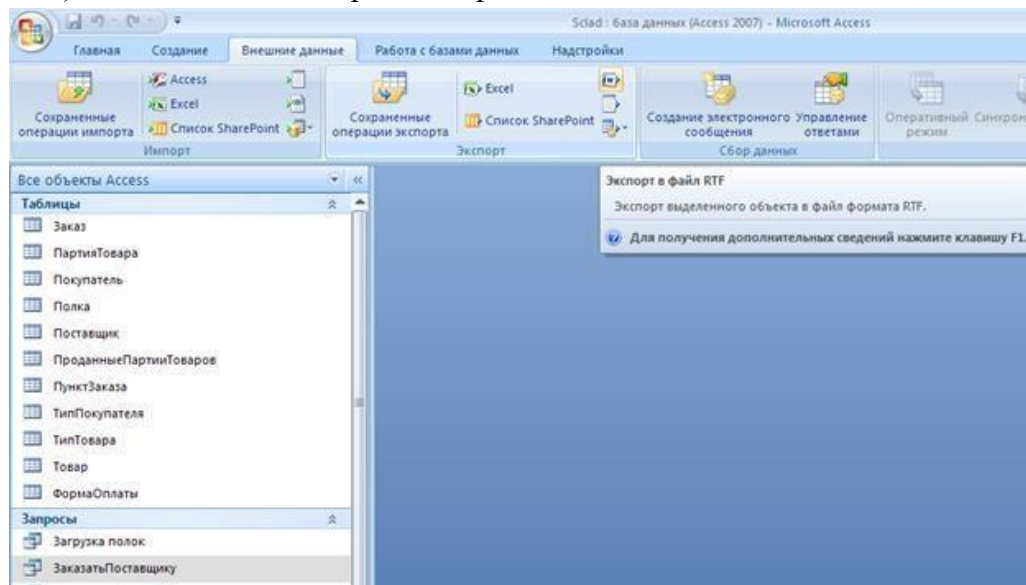 Sclad : база данных (Access 2007) - Microsoft Access
Главная Создание Внешние данные Работа с базами данных Надстройки
Сохраненные операции импорта
Access
Excel
Список SharePoint
Импорт
Сохраненные операции экспорта
Excel
Список SharePoint
Экспорт
Создание электронного сообщения
Управление ответами
Сбор данных
Оперативный режим
Все объекты Access
Таблицы
Заказ
ПартияТовара
Покупатель
Полка
Поставщик
ПроданныеПартииТоваров
ПунктЗаказа
ТипПокупателя
ТипТовара
Товар
ФормаОплаты
Запросы
Загрузка полок
ЗаказатьПоставщику
Экспорт в файл RTF
Экспорт выделенного объекта в файл формата RTF.
Для получения дополнительных сведений нажмите клавишу F1.